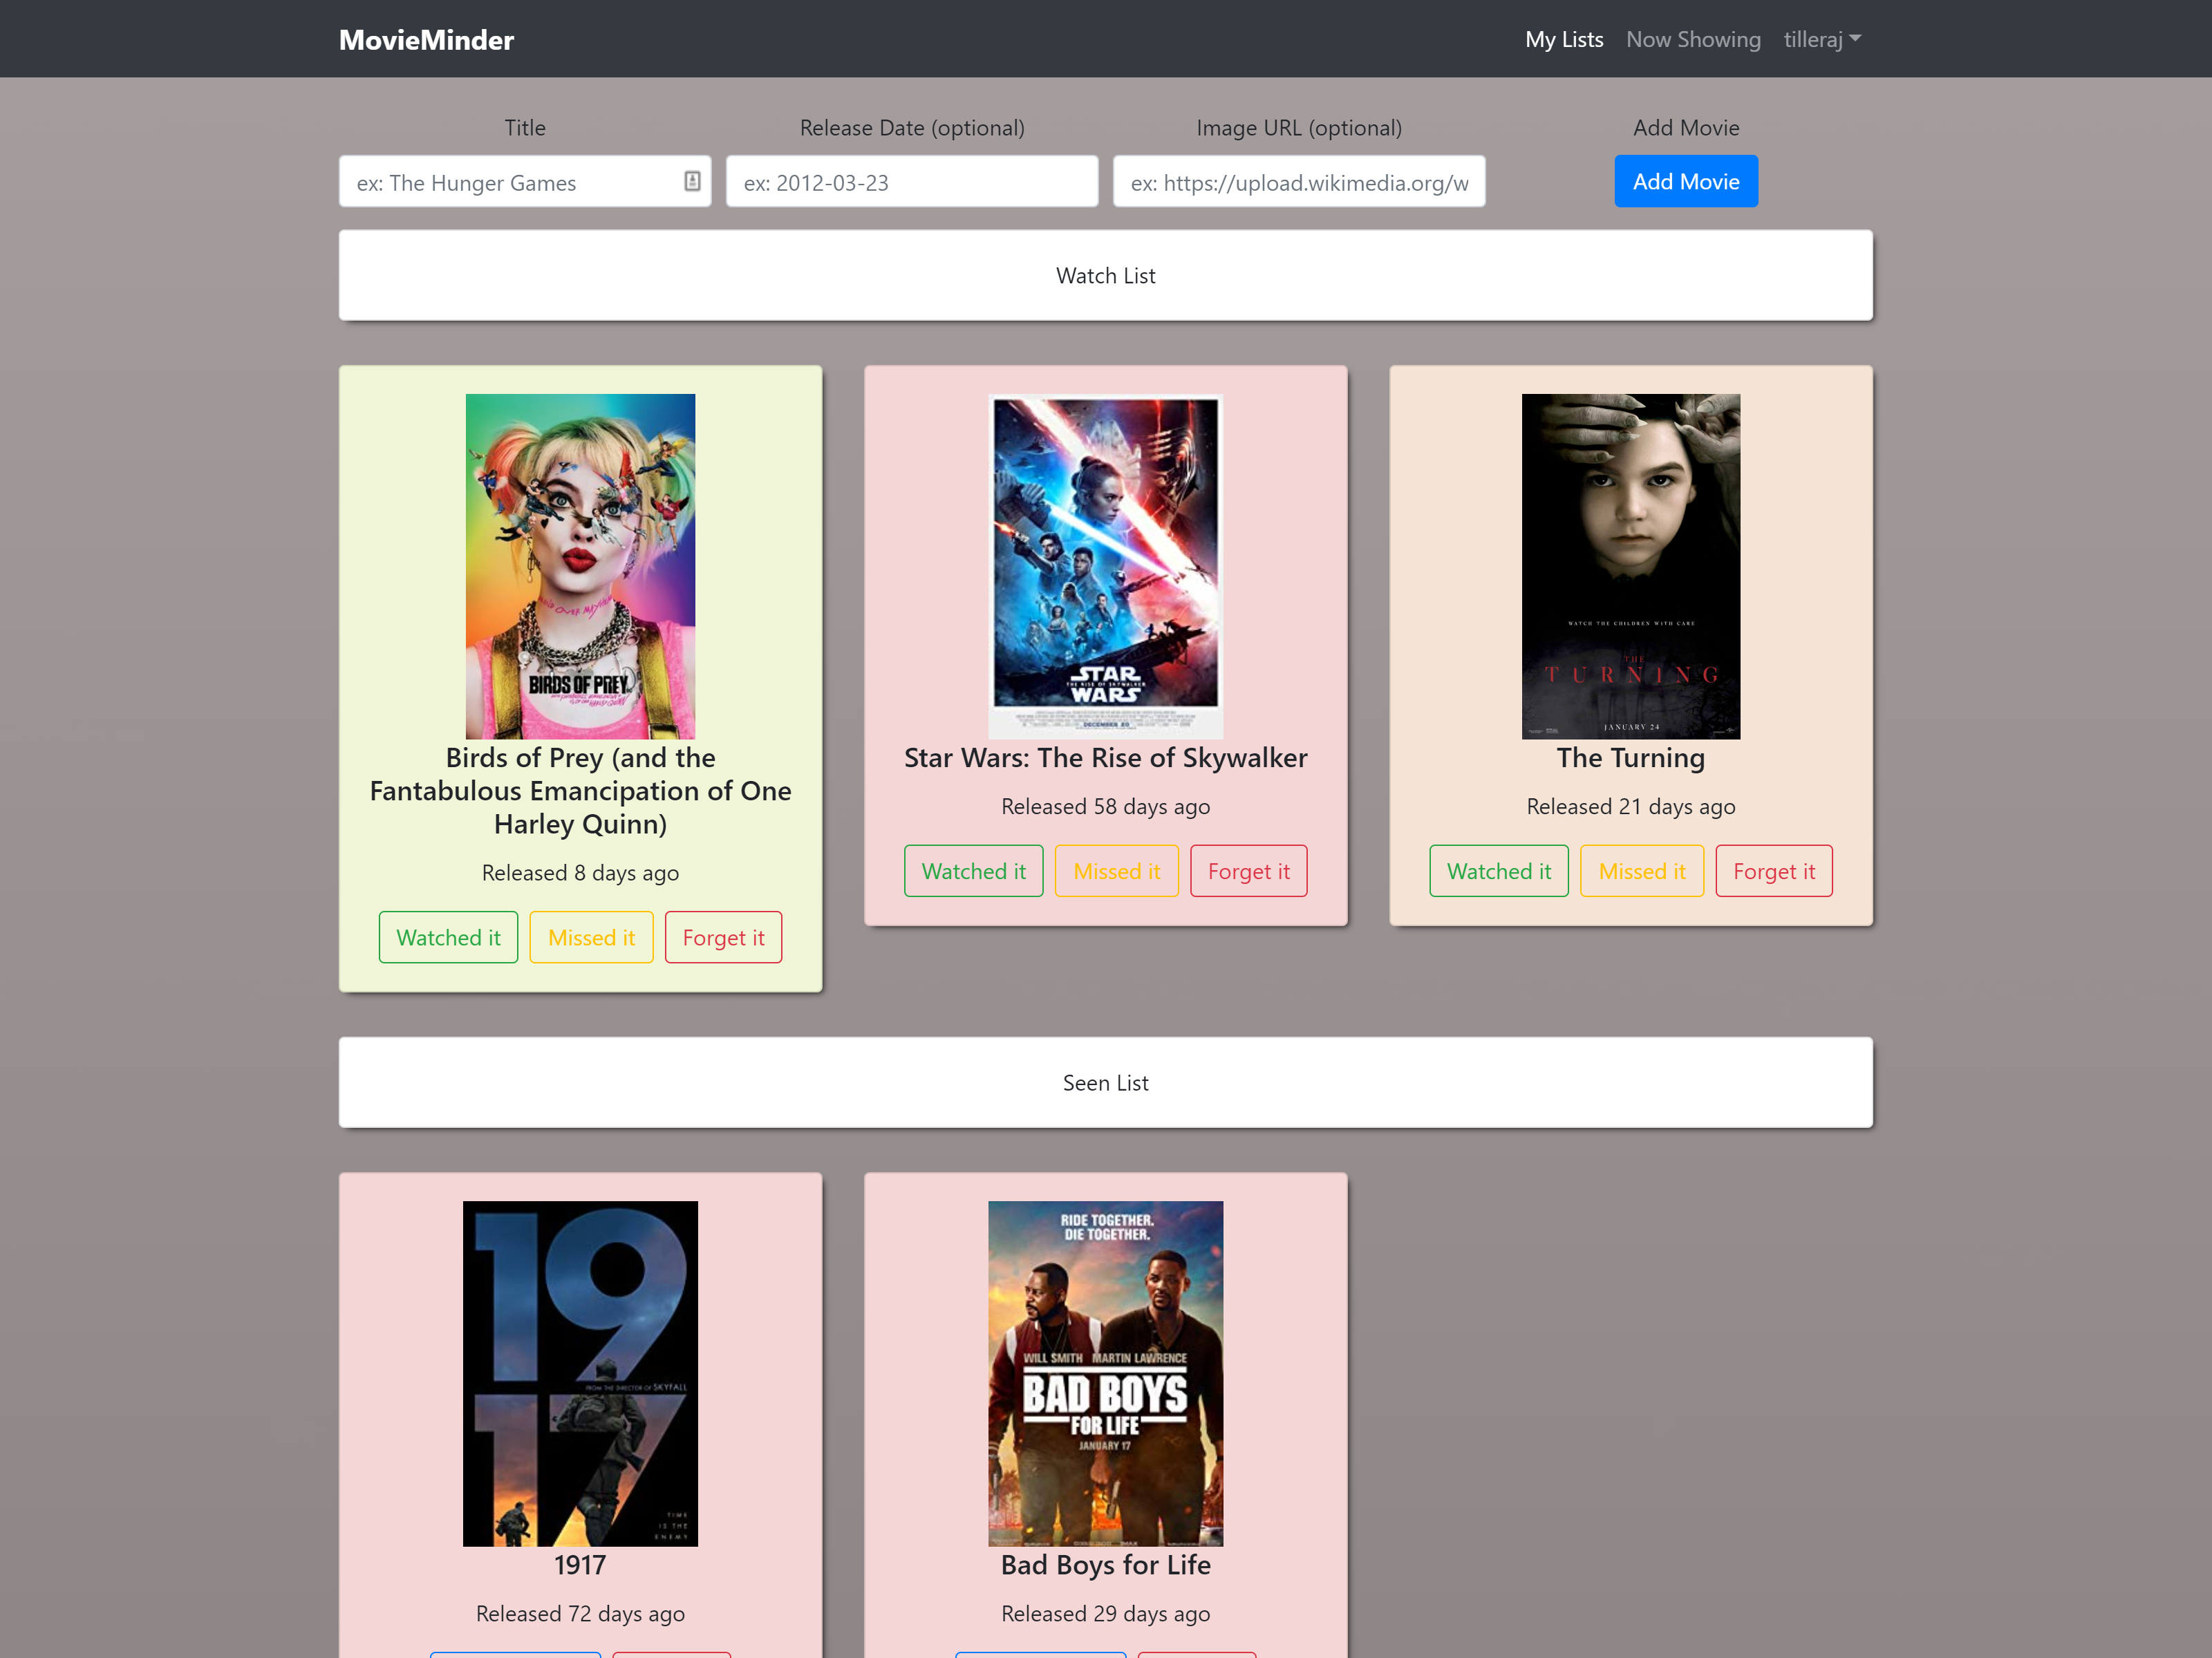 MovieMinder
My Lists Now Showing tilleraj
Title Release Date (optional) Image URL (optional) Add Movie
ex: The Hunger Games ex: 2012-03-23 ex: https://upload.wikimedia.org/w Add Movie
Watch List
BIRDS OF PREY
Birds of Prey (and the
Fantabulous Emancipation of One
Harley Quinn)
Released 8 days ago
Watched it Missed it Forget it
STAR
THE RISE OF SKYWALKER
WARS
DECEMBER 20
Star Wars: The Rise of Skywalker
Released 58 days ago
Watched it Missed it Forget it
WATCH THE CHILDREN WITH CARE
THE
TURNING
JANUARY 24
The Turning
Released 21 days ago
Watched it Missed it Forget it
Seen List
19
FROM THE DIRECTOR OF SKYFALL
17
TIME
IS THE
ENEMY
1917
Released 72 days ago
RIDE TOGETHER.
DIE TOGETHER.
WILL SMITH MARTIN LAWRENCE
BAD BOYS
FOR LIFE
JANUARY 17
Bad Boys for Life
Released 29 days ago